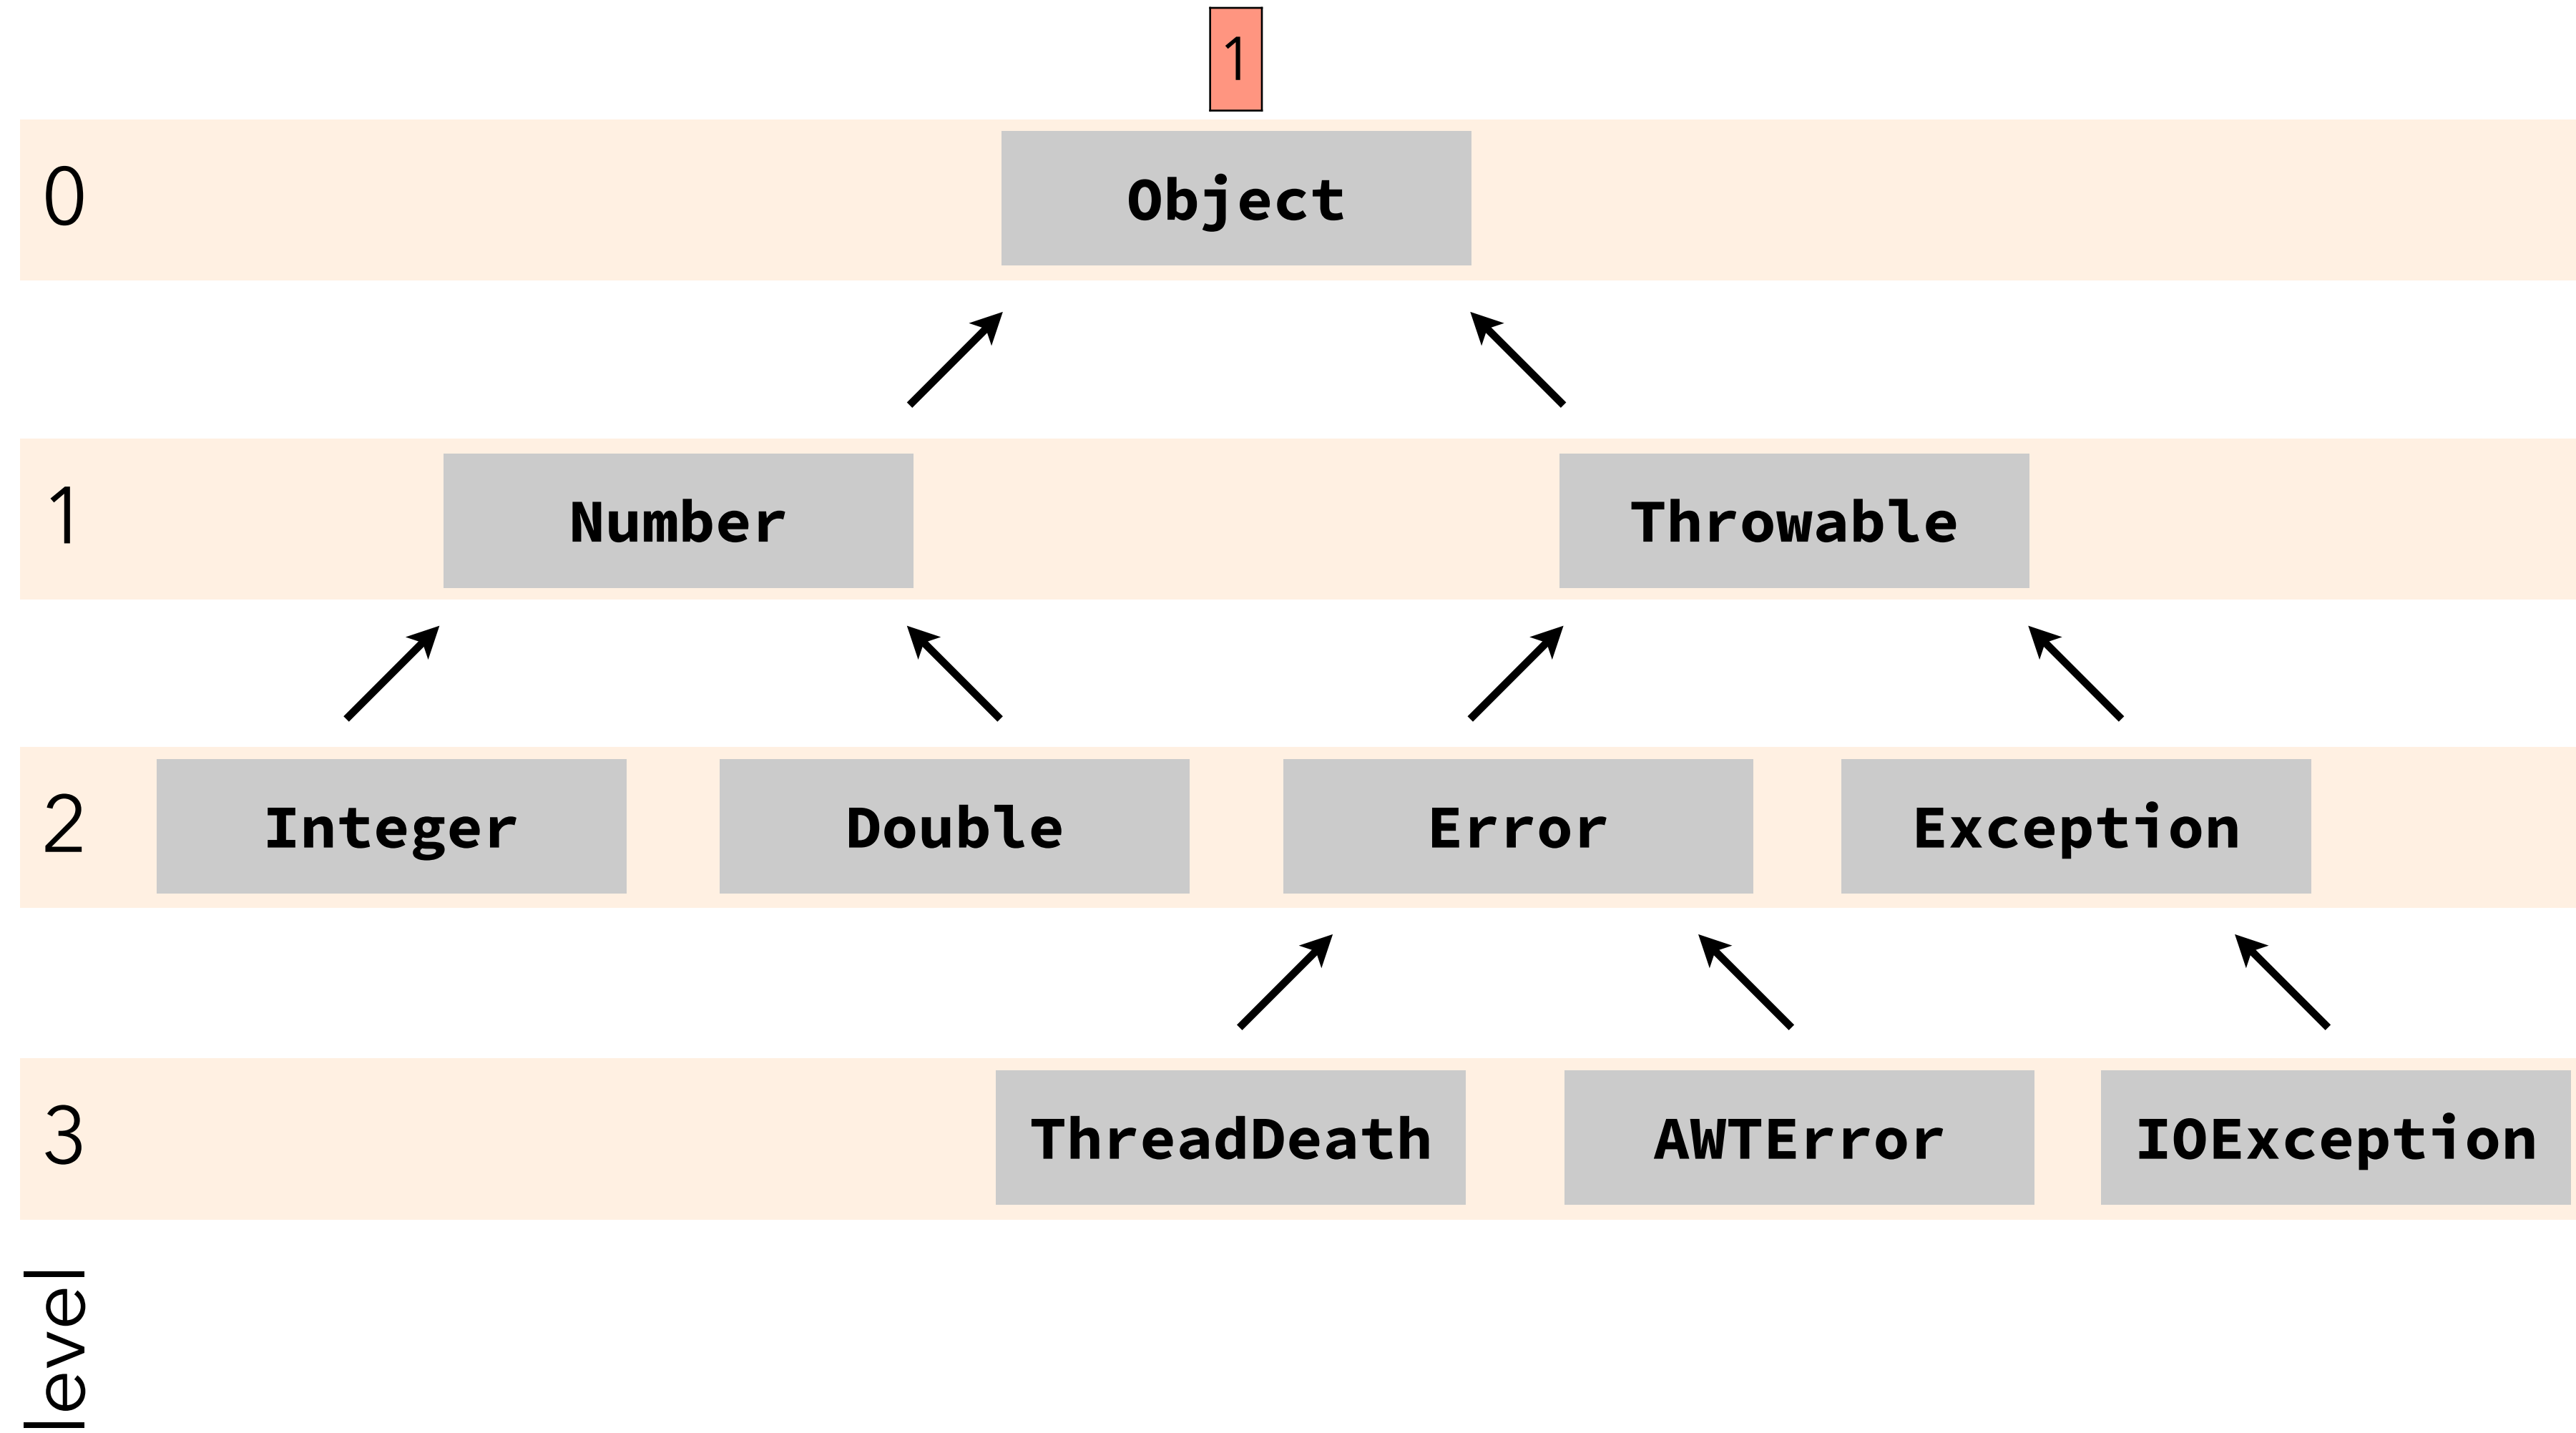 1
0
Object
1
Number
Throwable
2
Integer
Double
Error
Exception
3
ThreadDeath
AWTError
IOException
level